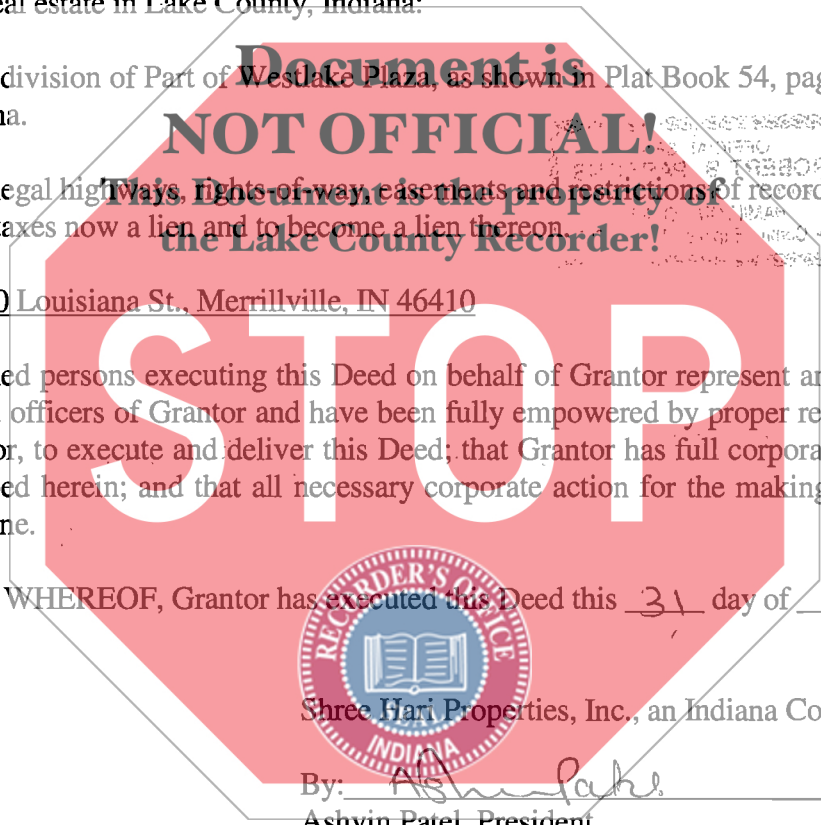 eal estate in Lake County, Indiana:
Document is
division of Part of Westlake Plaza, as shown in Plat Book 54, pag
na.
NOT OFFICIAL!
egal highways, rights-of-way, easements and restrictions of record
This Document is the property of
taxes now a lien and to become a lien thereon.
the Lake County Recorder!
0 Louisiana St., Merrillville, IN 46410
STOP
ed persons executing this Deed on behalf of Grantor represent an
officers of Grantor and have been fully empowered by proper re
or, to execute and deliver this Deed; that Grantor has full corpora
ed herein; and that all necessary corporate action for the making
ne.
WHEREOF, Grantor has executed this Deed this 31 day of
RECORDER'S OFFICE
SEAL
INDIANA
Shree Hari Properties, Inc., an Indiana Co
By:
Ashvin Patel, President